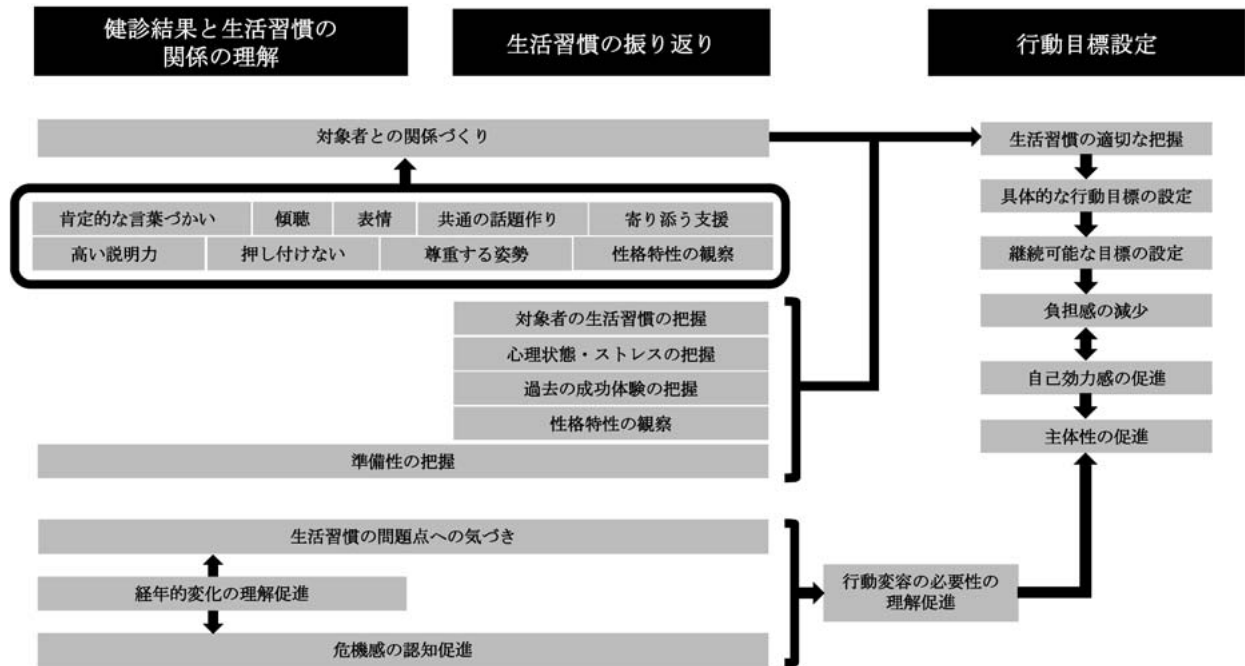 健診結果と生活習慣の
関係の理解
生活習慣の振り返り
行動目標設定
対象者との関係づくり
肯定的な言葉づかい
傾聴
表情
共通の話題作り
寄り添う支援
高い説明力
押し付けない
尊重する姿勢
性格特性の観察
対象者の生活習慣の把握
心理状態・ストレスの把握
過去の成功体験の把握
性格特性の観察
準備性の把握
生活習慣の問題点への気づき
経年的変化の理解促進
危機感の認知促進
行動変容の必要性の
理解促進
生活習慣の適切な把握
具体的な行動目標の設定
継続可能な目標の設定
負担感の減少
自己効力感の促進
主体性の促進